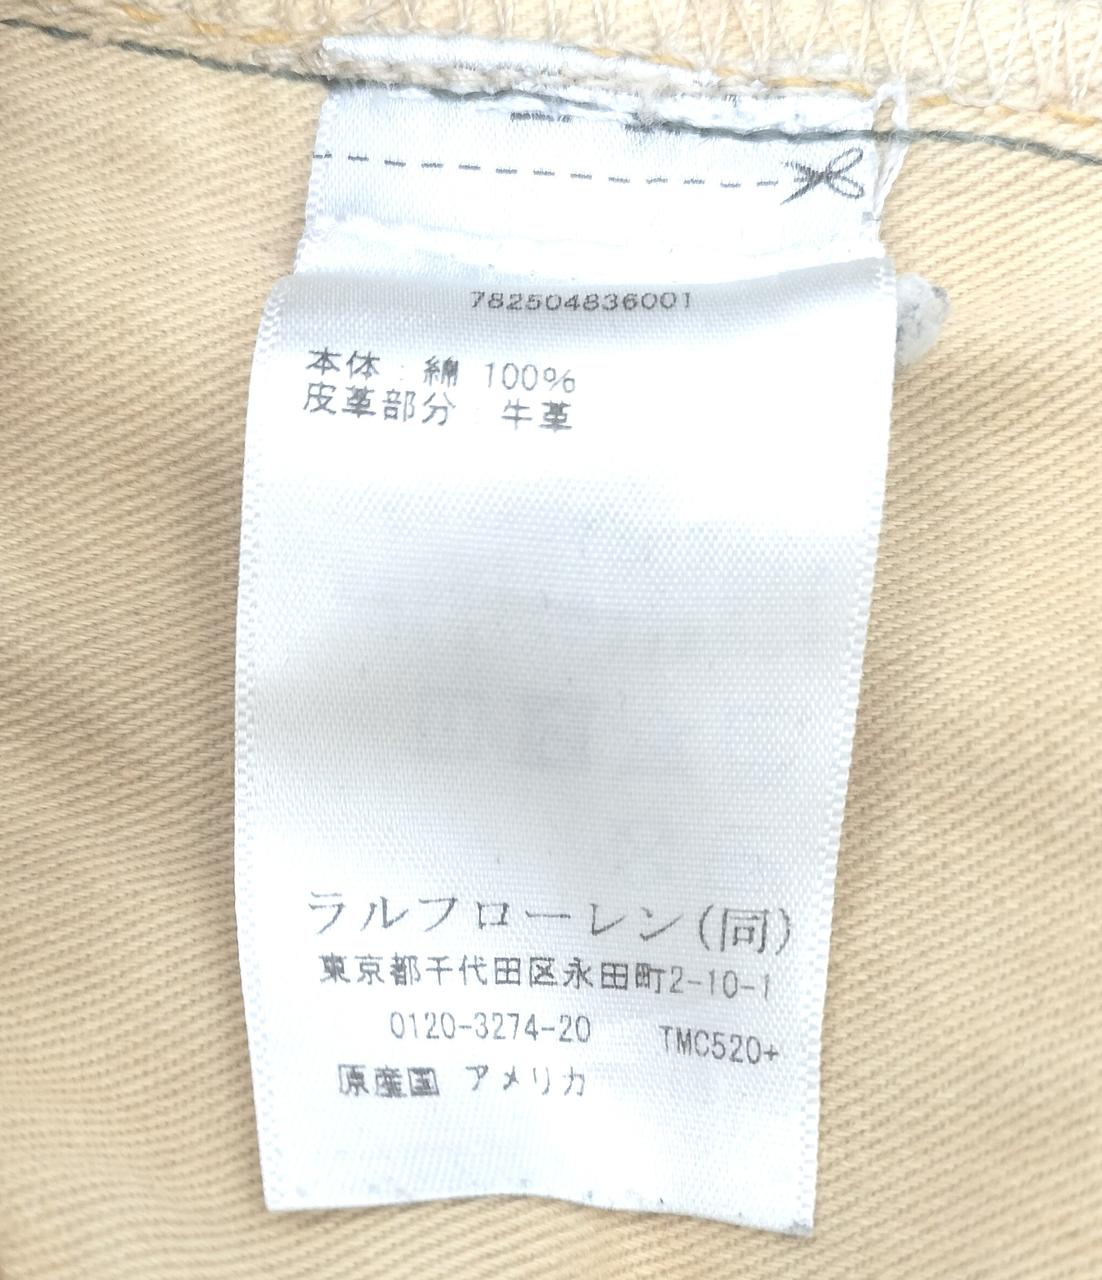 782504836001
本体：綿 100%
皮革部分：牛革
ラルフローレン(同)
東京都千代田区永田町2-10-1
0120-3274-20 TMC520+
原産国 アメリカ